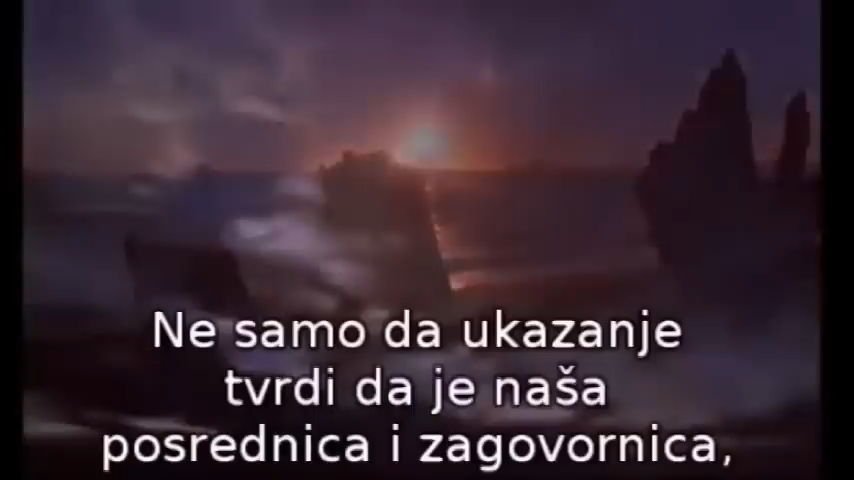 Ne samo da ukazanje
tvrdi da je naša
posrednica i zagovornica,